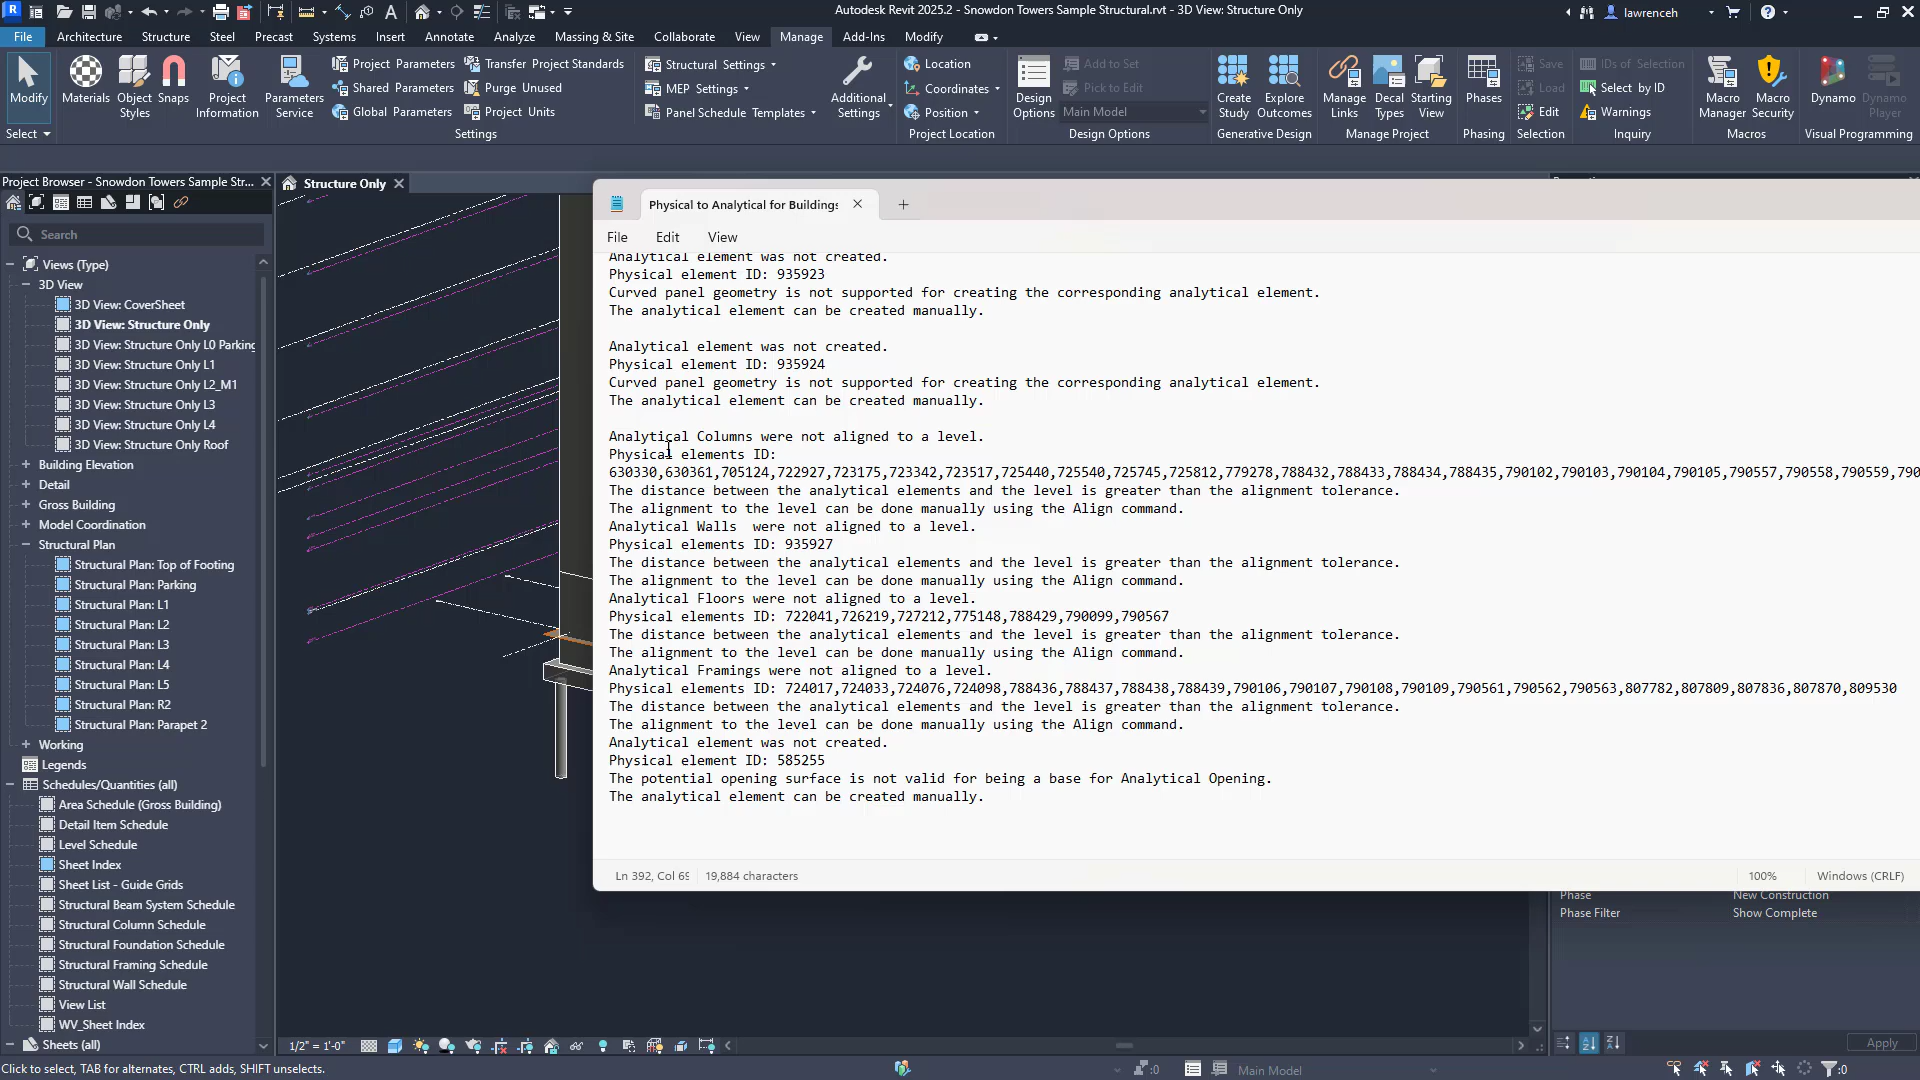 Autodesk Revit 2025.2 - Snowdon Towers Sample Structural.rvt - 3D View: Structure Only
lawrenceh
File
Architecture
Structure
Steel
Precast
Systems
Insert
Annotate
Analyze
Massing & Site
Collaborate
View
Manage
Add-Ins
Modify
Modify
Materials
Object Styles
Snaps
Project Information
Parameters Service
Project Parameters
Shared Parameters
Global Parameters
Transfer Project Standards
Purge Unused
Project Units
Structural Settings
MEP Settings
Panel Schedule Templates
Additional Settings
Location
Coordinates
Position
Design Options
Add to Set
Pick to Edit
Main Model
Create Study
Explore Outcomes
Manage Links
Decal Types
Starting View
Phases
Save
Load
Edit
IDs of Selection
Select by ID
Warnings
Macro Manager
Macro Security
Dynamo
Dynamo Player
Select
Settings
Project Location
Design Options
Generative Design
Manage Project
Phasing
Selection
Inquiry
Macros
Visual Programming
Project Browser - Snowdon Towers Sample Str...
Search
Views (Type)
3D View
3D View: CoverSheet
3D View: Structure Only
3D View: Structure Only L0 Parking
3D View: Structure Only L1
3D View: Structure Only L2_M1
3D View: Structure Only L3
3D View: Structure Only L4
3D View: Structure Only Roof
Building Elevation
Detail
Gross Building
Model Coordination
Structural Plan
Structural Plan: Top of Footing
Structural Plan: Parking
Structural Plan: L1
Structural Plan: L2
Structural Plan: L3
Structural Plan: L4
Structural Plan: L5
Structural Plan: R2
Structural Plan: Parapet 2
Working
Legends
Schedules/Quantities (all)
Area Schedule (Gross Building)
Detail Item Schedule
Level Schedule
Sheet Index
Sheet List - Guide Grids
Structural Beam System Schedule
Structural Column Schedule
Structural Foundation Schedule
Structural Framing Schedule
Structural Wall Schedule
View List
WV_Sheet Index
Sheets (all)
Structure Only
Physical to Analytical for Buildings
File Edit View
Analytical element was not created.
Physical element ID: 935923
Curved panel geometry is not supported for creating the corresponding analytical element.
The analytical element can be created manually.
Analytical element was not created.
Physical element ID: 935924
Curved panel geometry is not supported for creating the corresponding analytical element.
The analytical element can be created manually.
Analytical Columns were not aligned to a level.
Physical elements ID:
630330,630361,705124,722927,723175,723342,723517,725440,725540,725745,725812,779278,788432,788433,788434,788435,790102,790103,790104,790105,790557,790558,790559,790
The distance between the analytical elements and the level is greater than the alignment tolerance.
The alignment to the level can be done manually using the Align command.
Analytical Walls  were not aligned to a level.
Physical elements ID: 935927
The distance between the analytical elements and the level is greater than the alignment tolerance.
The alignment to the level can be done manually using the Align command.
Analytical Floors were not aligned to a level.
Physical elements ID: 722041,726219,727212,775148,788429,790099,790567
The distance between the analytical elements and the level is greater than the alignment tolerance.
The alignment to the level can be done manually using the Align command.
Analytical Framings were not aligned to a level.
Physical elements ID: 724017,724033,724076,724098,788436,788437,788438,788439,790106,790107,790108,790109,790561,790562,790563,807782,807809,807836,807870,809530
The distance between the analytical elements and the level is greater than the alignment tolerance.
The alignment to the level can be done manually using the Align command.
Analytical element was not created.
Physical element ID: 585255
The potential opening surface is not valid for being a base for Analytical Opening.
The analytical element can be created manually.
Ln 392, Col 69
19,884 characters
100%
Windows (CRLF)
Phase New Construction
Phase Filter Show Complete
Apply
1/2" = 1'-0"
Click to select, TAB for alternates, CTRL adds, SHIFT unselects.
:0
Main Model
:0